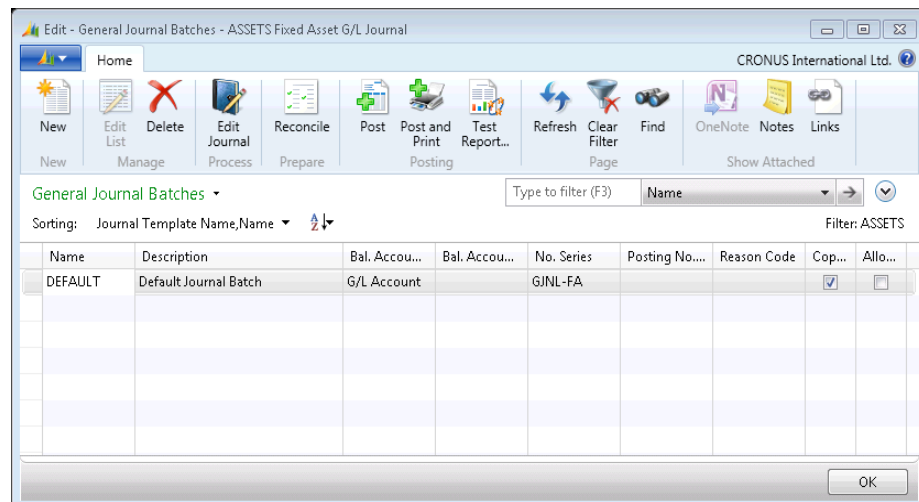 Edit - General Journal Batches - ASSETS Fixed Asset G/L Journal
Home
CRONUS International Ltd.
New
Edit List
Delete
Edit Journal
Reconcile
Post
Post and Print
Test Report...
Refresh
Clear Filter
Find
OneNote
Notes
Links
New
Manage
Process
Prepare
Posting
Page
Show Attached
General Journal Batches
Type to filter (F3)
Name
Sorting: Journal Template Name,Name
Filter: ASSETS
Name Description Bal. Accou... Bal. Accou... No. Series Posting No.... Reason Code Cop... Allo...
DEFAULT Default Journal Batch G/L Account GJNL-FA
OK